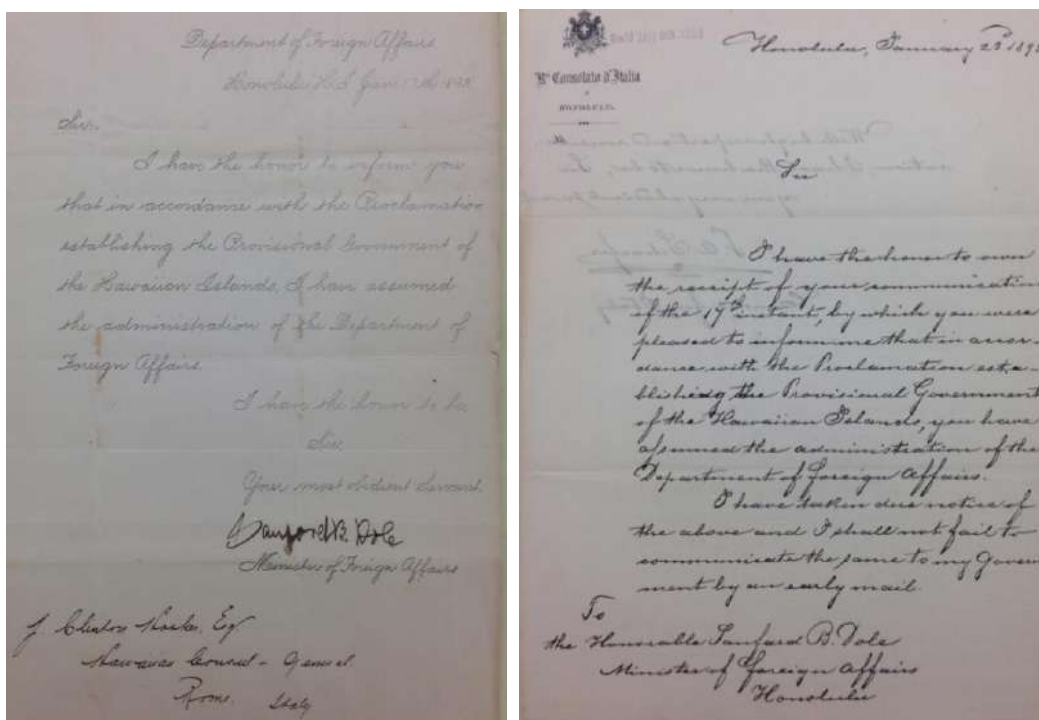 Department of Foreign Affairs
Honolulu H.I. Jan. 17th 1893
Sir,
I have the honor to inform you
that in accordance with the Proclamation
establishing the Provisional Government of
the Hawaiian Islands, I have assumed
the administration of the Department of
Foreign Affairs.
I have the honor to be
Sir,
Your most obedient Servant
Sanford B. Dole
Minister of Foreign Affairs
J. Clinton Esq
Hawaiian Consul-General
Rome. Italy
Honolulu, January 189
Rº Consolato d'Italia
HONOLULU
Sir
I have the honor to own
the receipt of your communication
of the 17th instant, by which you were
pleased to inform me that in accor-
dance with the Proclamation esta-
blishing the Provisional Government
of the Hawaiian Islands, you have
assumed the administration of the
Department of Foreign Affairs.
I have taken due notice of
the above and I shall not fail to
communicate the same to my Govern
ment by an early mail.
To
the Honorable Sanford B. Dole
Minister of Foreign Affairs
Honolulu